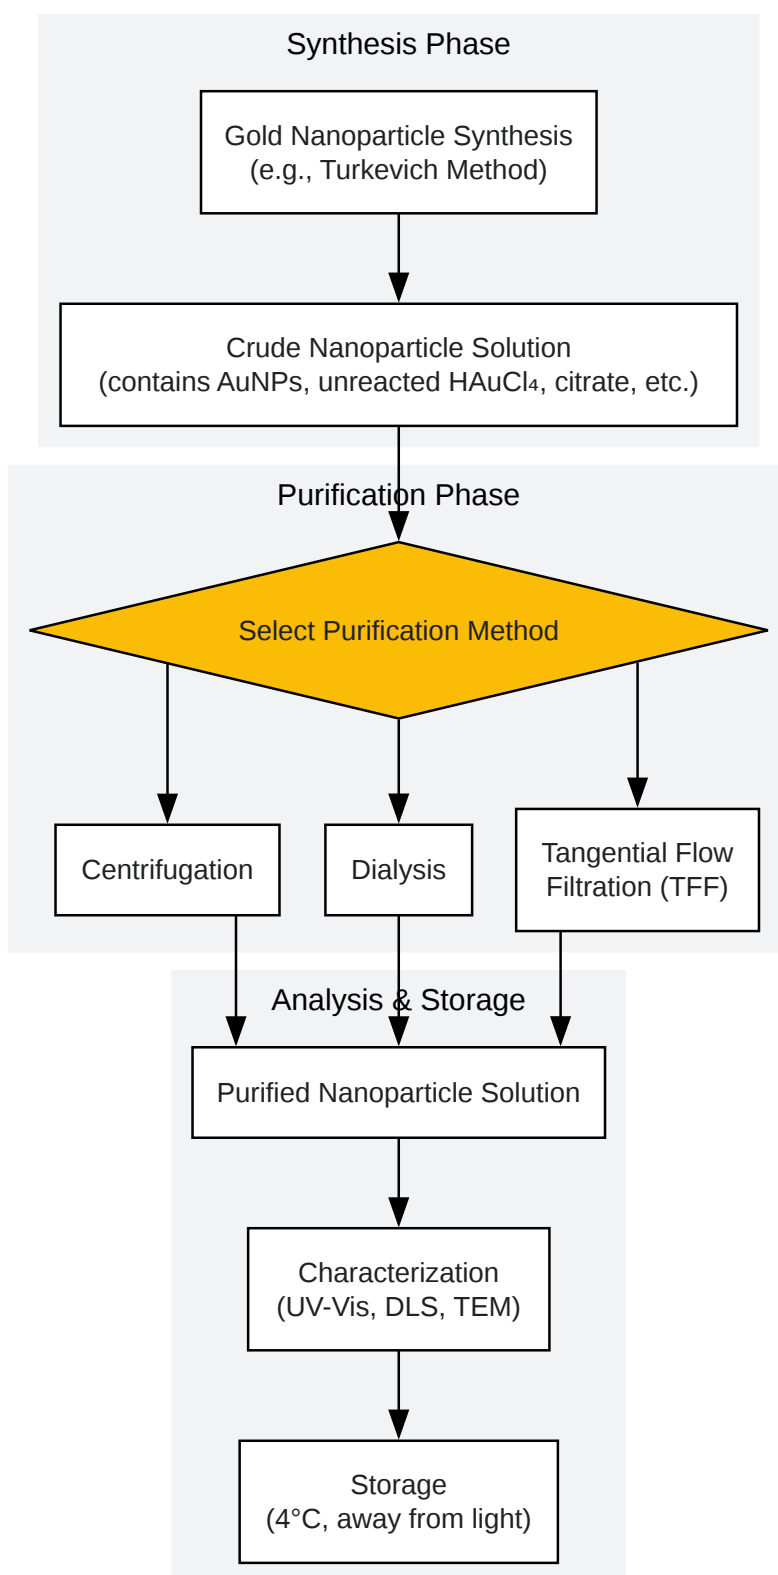 Synthesis Phase
Gold Nanoparticle Synthesis
(e.g., Turkevich Method)
Crude Nanoparticle Solution
(contains AuNPs, unreacted HAuCl₄, citrate, etc.)
Purification Phase
Select Purification Method
Centrifugation
Dialysis
Tangential Flow
Filtration (TFF)
Analysis & Storage
Purified Nanoparticle Solution
Characterization
(UV-Vis, DLS, TEM)
Storage
(4°C, away from light)